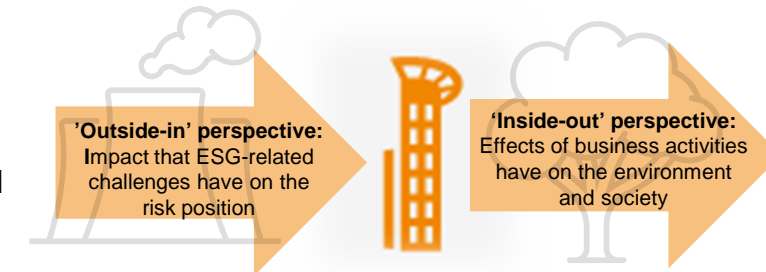 ’Outside-in’ perspective:
Impact that ESG-related
challenges have on the
risk position
‘Inside-out’ perspective:
Effects of business activities
have on the environment
and society